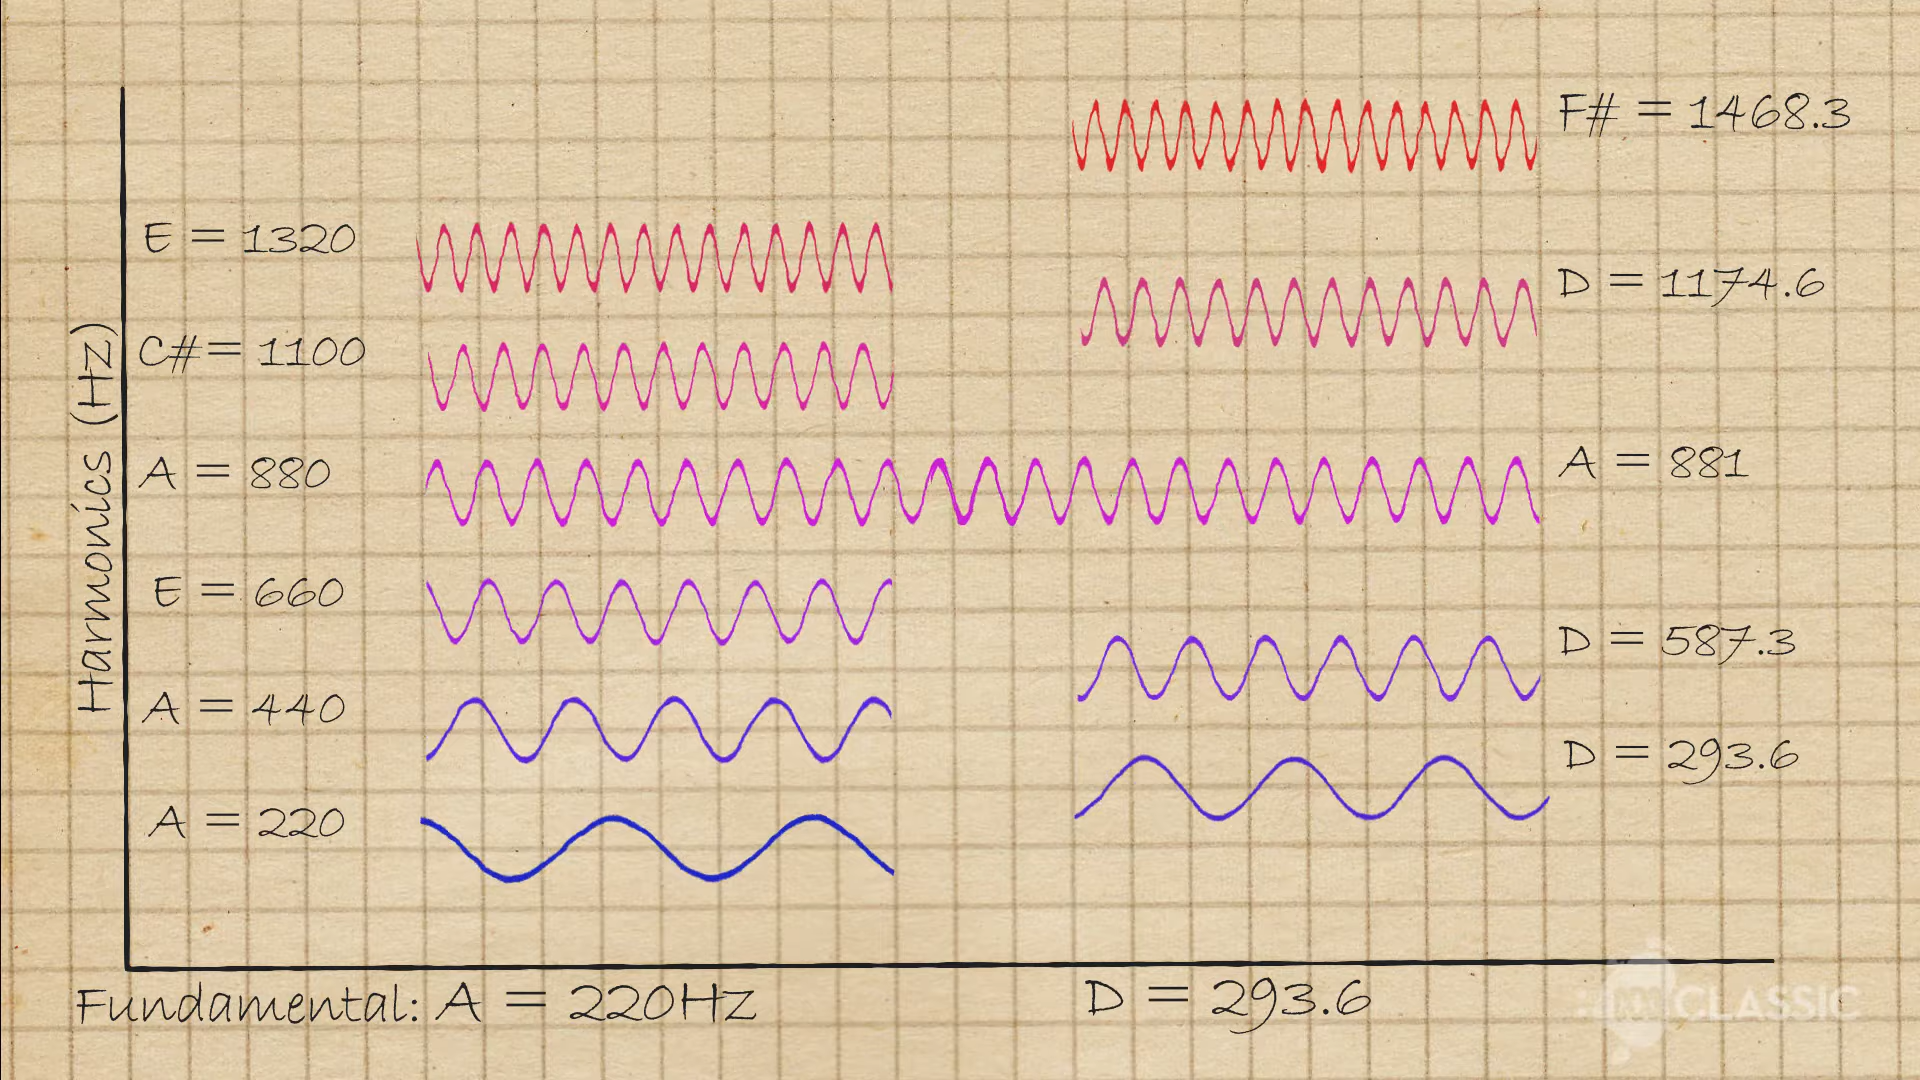 F# = 1468.3
E = 1320
D = 1174.6
C# = 1100
A = 880
A = 881
E = 660
D = 587.3
A = 440
D = 293.6
A = 220
Harmonics (Hz)
Fundamental: A = 220Hz
D = 293.6
CLASSIC